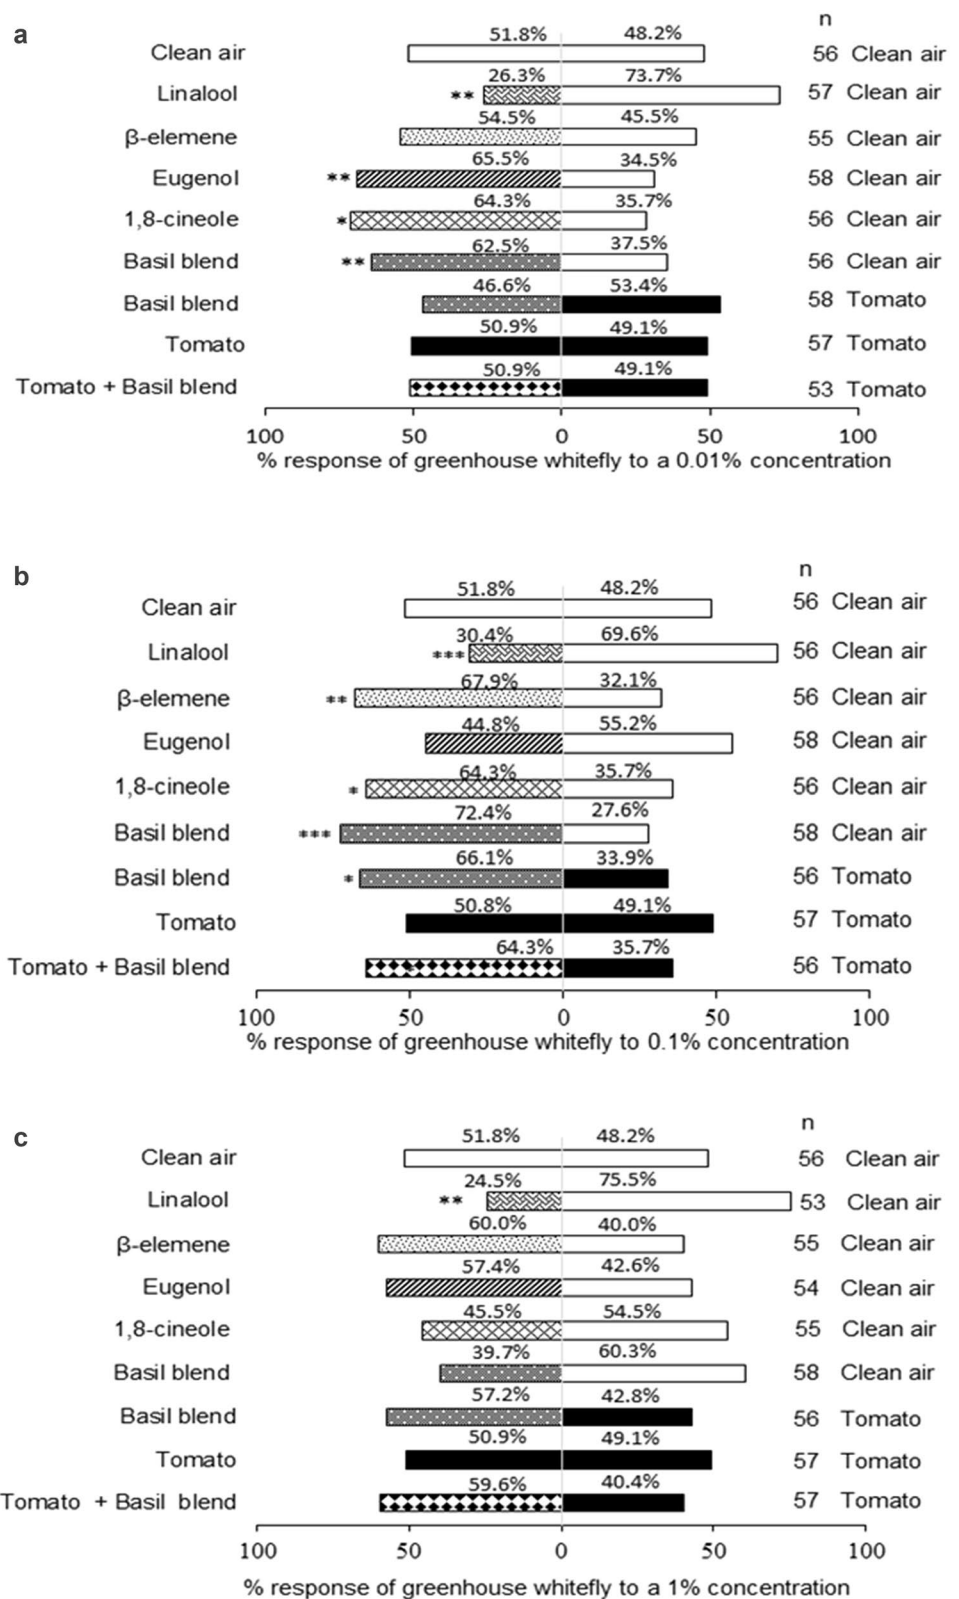 a
n
51.8% 48.2%
Clean air 56 Clean air
26.3% 73.7%
Linalool ** 57 Clean air
54.5% 45.5%
β-elemene 55 Clean air
65.5% 34.5%
Eugenol ** 58 Clean air
64.3% 35.7%
1,8-cineole * 56 Clean air
62.5% 37.5%
Basil blend ** 56 Clean air
46.6% 53.4%
Basil blend 58 Tomato
50.9% 49.1%
Tomato 57 Tomato
50.9% 49.1%
Tomato + Basil blend 53 Tomato
100 50 0 50 100
% response of greenhouse whitefly to a 0.01% concentration
b
n
51.8% 48.2%
Clean air 56 Clean air
30.4% 69.6%
Linalool *** 56 Clean air
67.9% 32.1%
β-elemene ** 56 Clean air
44.8% 55.2%
Eugenol 58 Clean air
64.3% 35.7%
1,8-cineole * 56 Clean air
72.4% 27.6%
Basil blend *** 58 Clean air
66.1% 33.9%
Basil blend * 56 Tomato
50.8% 49.1%
Tomato 57 Tomato
64.3% 35.7%
Tomato + Basil blend 56 Tomato
100 50 0 50 100
% response of greenhouse whitefly to 0.1% concentration
c
n
51.8% 48.2%
Clean air 56 Clean air
24.5% 75.5%
Linalool ** 53 Clean air
60.0% 40.0%
β-elemene 55 Clean air
57.4% 42.6%
Eugenol 54 Clean air
45.5% 54.5%
1,8-cineole 55 Clean air
39.7% 60.3%
Basil blend 58 Clean air
57.2% 42.8%
Basil blend 56 Tomato
50.9% 49.1%
Tomato 57 Tomato
59.6% 40.4%
Tomato + Basil blend 57 Tomato
100 50 0 50 100
% response of greenhouse whitefly to a 1% concentration